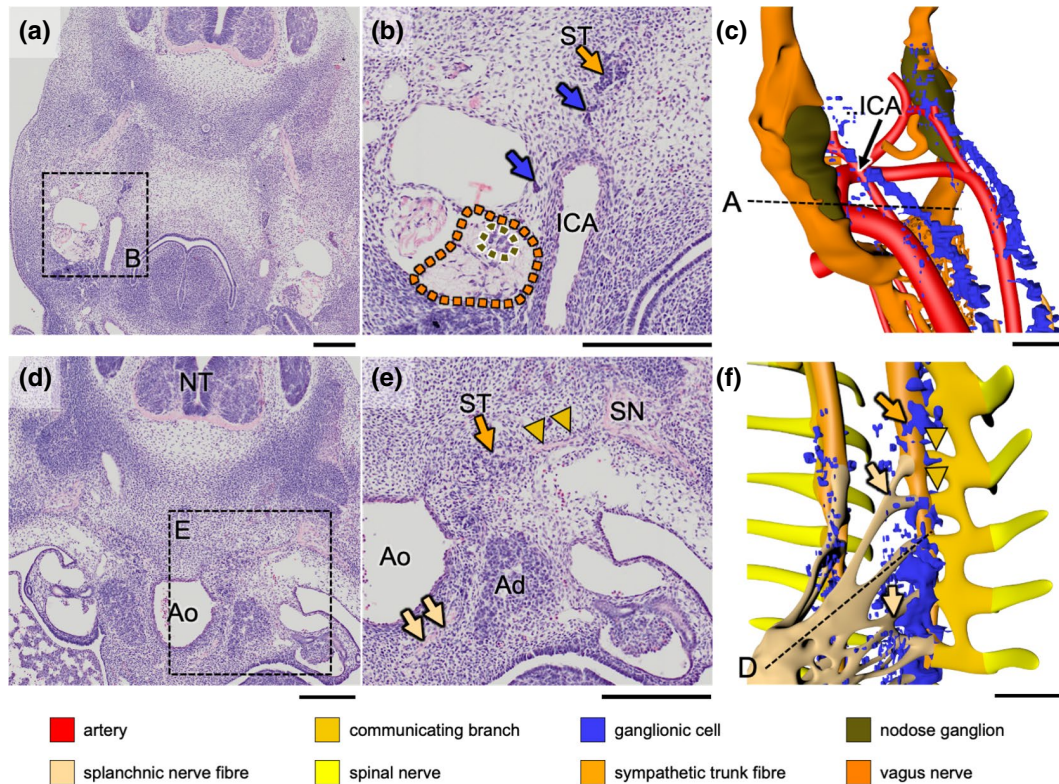 (a)
B
(b)
ST
ICA
(c)
ICA
A
(d)
NT
E
Ao
(e)
ST
SN
Ao
Ad
(f)
D
artery
communicating branch
ganglionic cell
nodose ganglion
splanchnic nerve fibre
spinal nerve
sympathetic trunk fibre
vagus nerve